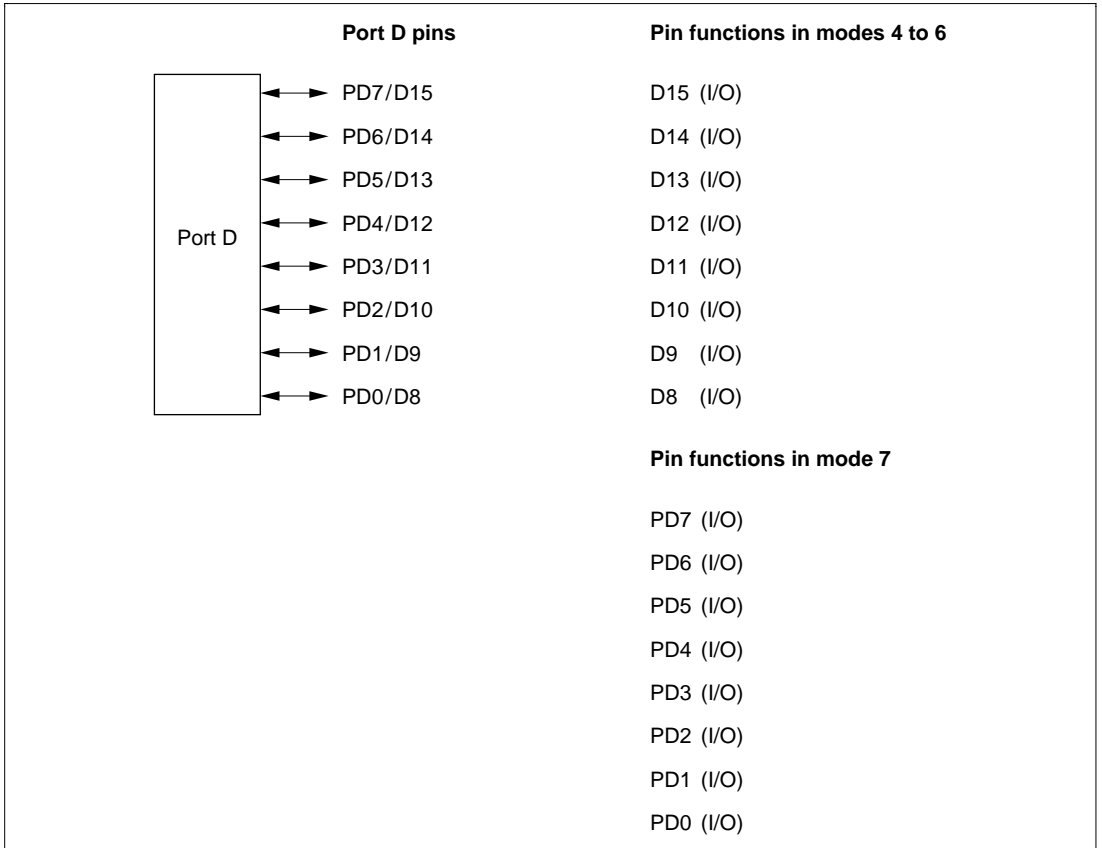 Port D pins Pin functions in modes 4 to 6
PD7/D15 D15 (I/O)
PD6/D14 D14 (I/O)
PD5/D13 D13 (I/O)
PD4/D12 D12 (I/O)
Port D
PD3/D11 D11 (I/O)
PD2/D10 D10 (I/O)
PD1/D9 D9 (I/O)
PD0/D8 D8 (I/O)
Pin functions in mode 7
PD7 (I/O)
PD6 (I/O)
PD5 (I/O)
PD4 (I/O)
PD3 (I/O)
PD2 (I/O)
PD1 (I/O)
PD0 (I/O)